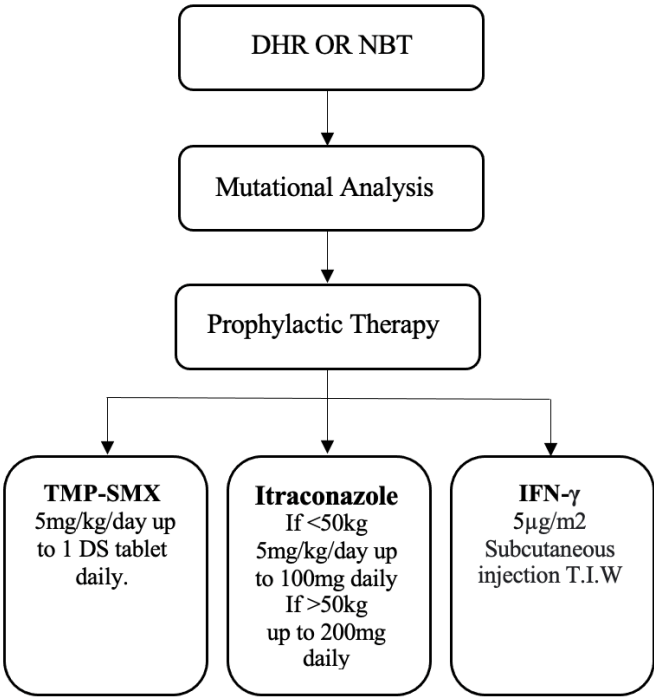 DHR OR NBT
Mutational Analysis
Prophylactic Therapy
TMP-SMX
5mg/kg/day up
to 1 DS tablet
daily.
Itraconazole
If <50kg
5mg/kg/day up
to 100mg daily
If >50kg
up to 200mg
daily
IFN-γ
5µg/m2
Subcutaneous
injection T.I.W